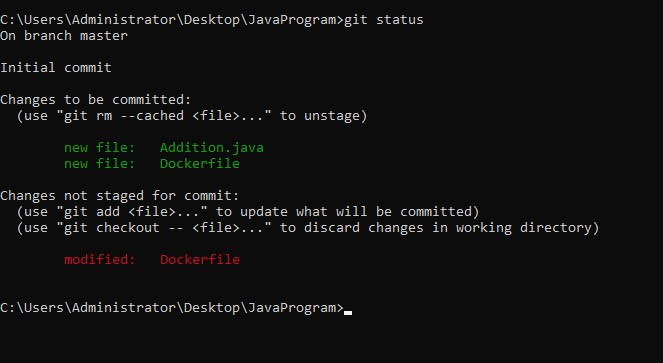 C:\Users\Administrator\Desktop\JavaProgram>git status
On branch master
Initial commit
Changes to be committed:
(use "git rm --cached <file>..." to unstage)
new file: Addition.java
new file: Dockerfile
Changes not staged for commit:
(use "git add <file>..." to update what will be committed)
(use "git checkout -- <file>..." to discard changes in working directory)
modified: Dockerfile
C:\Users\Administrator\Desktop\JavaProgram>